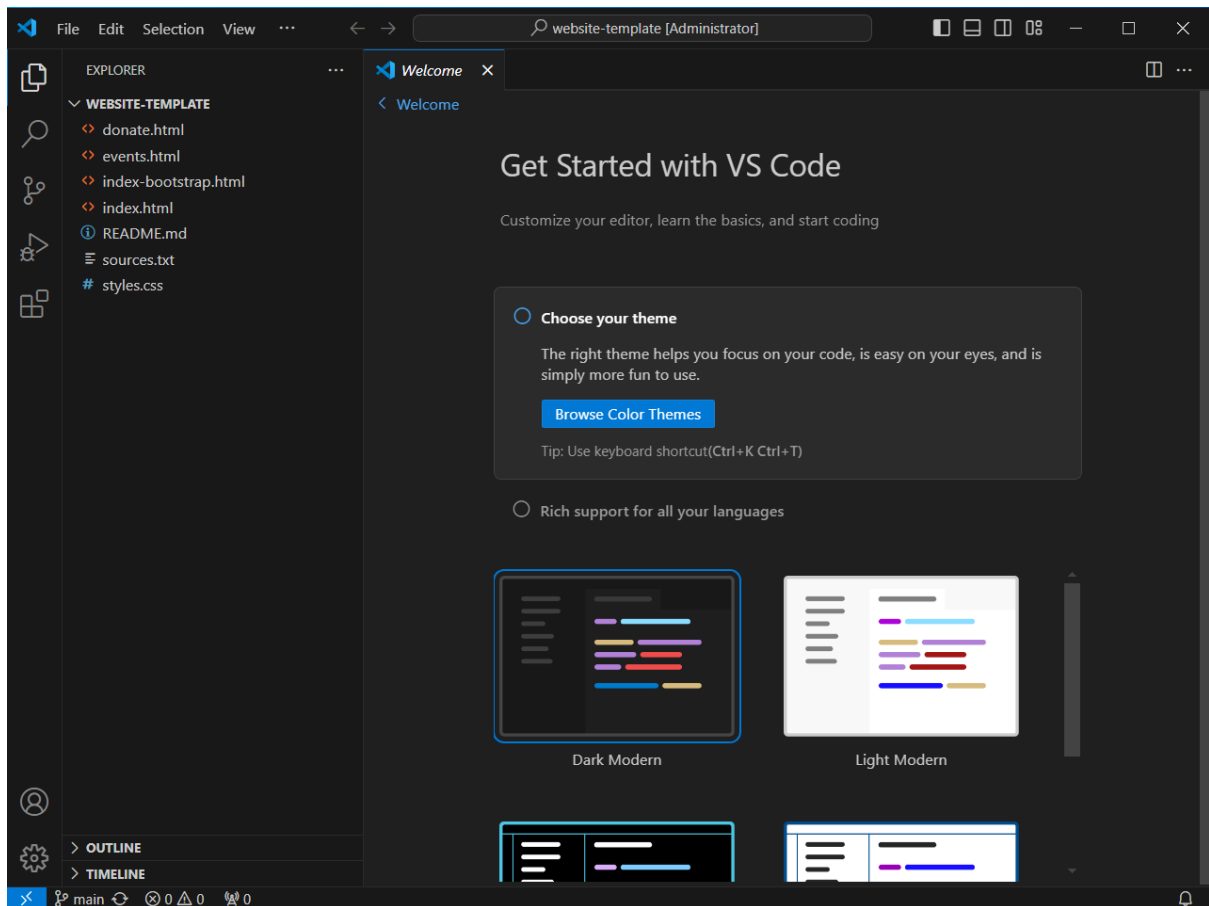 File Edit Selection View ··· website-template [Administrator]
EXPLORER ···
WEBSITE-TEMPLATE
donate.html
events.html
index-bootstrap.html
index.html
README.md
sources.txt
# styles.css
OUTLINE
TIMELINE
Welcome
Welcome
Get Started with VS Code
Customize your editor, learn the basics, and start coding
Choose your theme
The right theme helps you focus on your code, is easy on your eyes, and is
simply more fun to use.
Browse Color Themes
Tip: Use keyboard shortcut(Ctrl+K Ctrl+T)
Rich support for all your languages
Dark Modern
Light Modern
main 0 0 0